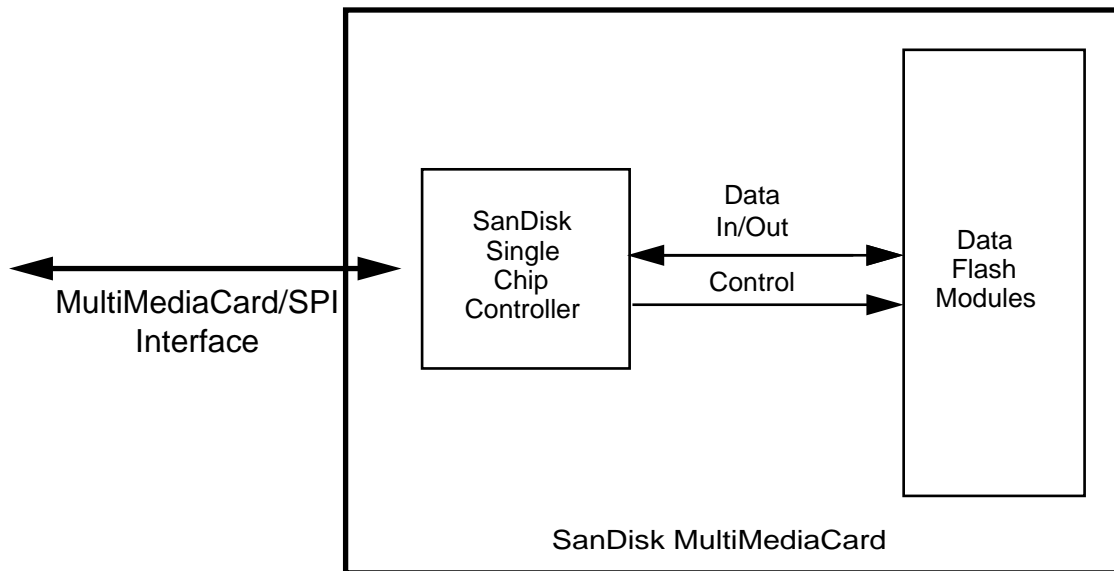 MultiMediaCard/SPI
Interface
SanDisk
Single
Chip
Controller
Data
In/Out
Control
Data
Flash
Modules
SanDisk MultiMediaCard